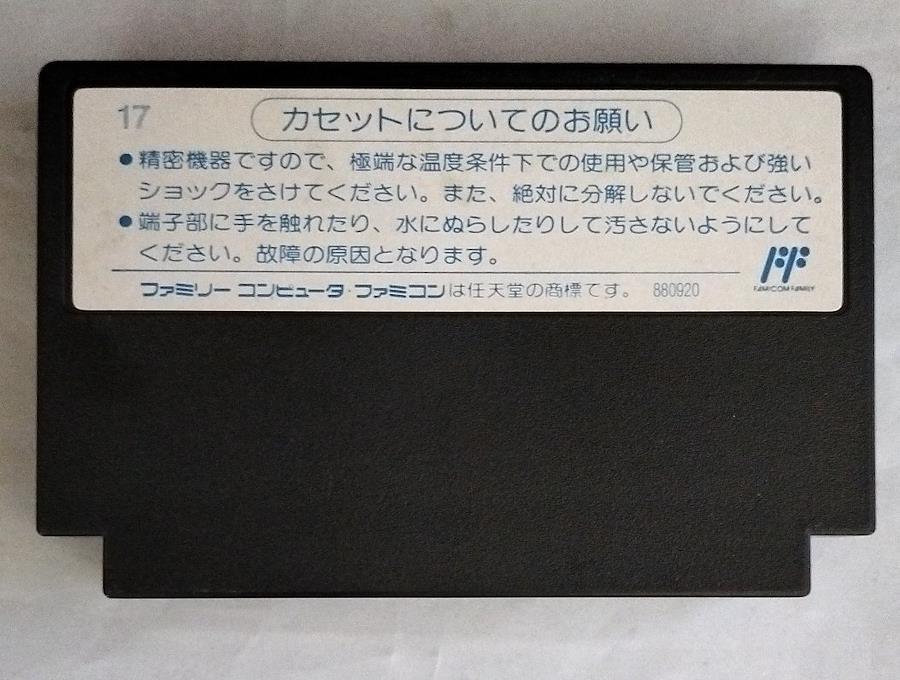 17
カセットについてのお願い
●精密機器ですので、極端な温度条件下での使用や保管および強い
ショックをさけてください。また、絶対に分解しないでください。
●端子部に手を触れたり、水にぬらしたりして汚さないようにして
ください。故障の原因となります。
FAMICOM FAMILY
ファミリー コンピュータ・ファミコンは任天堂の商標です。 880920